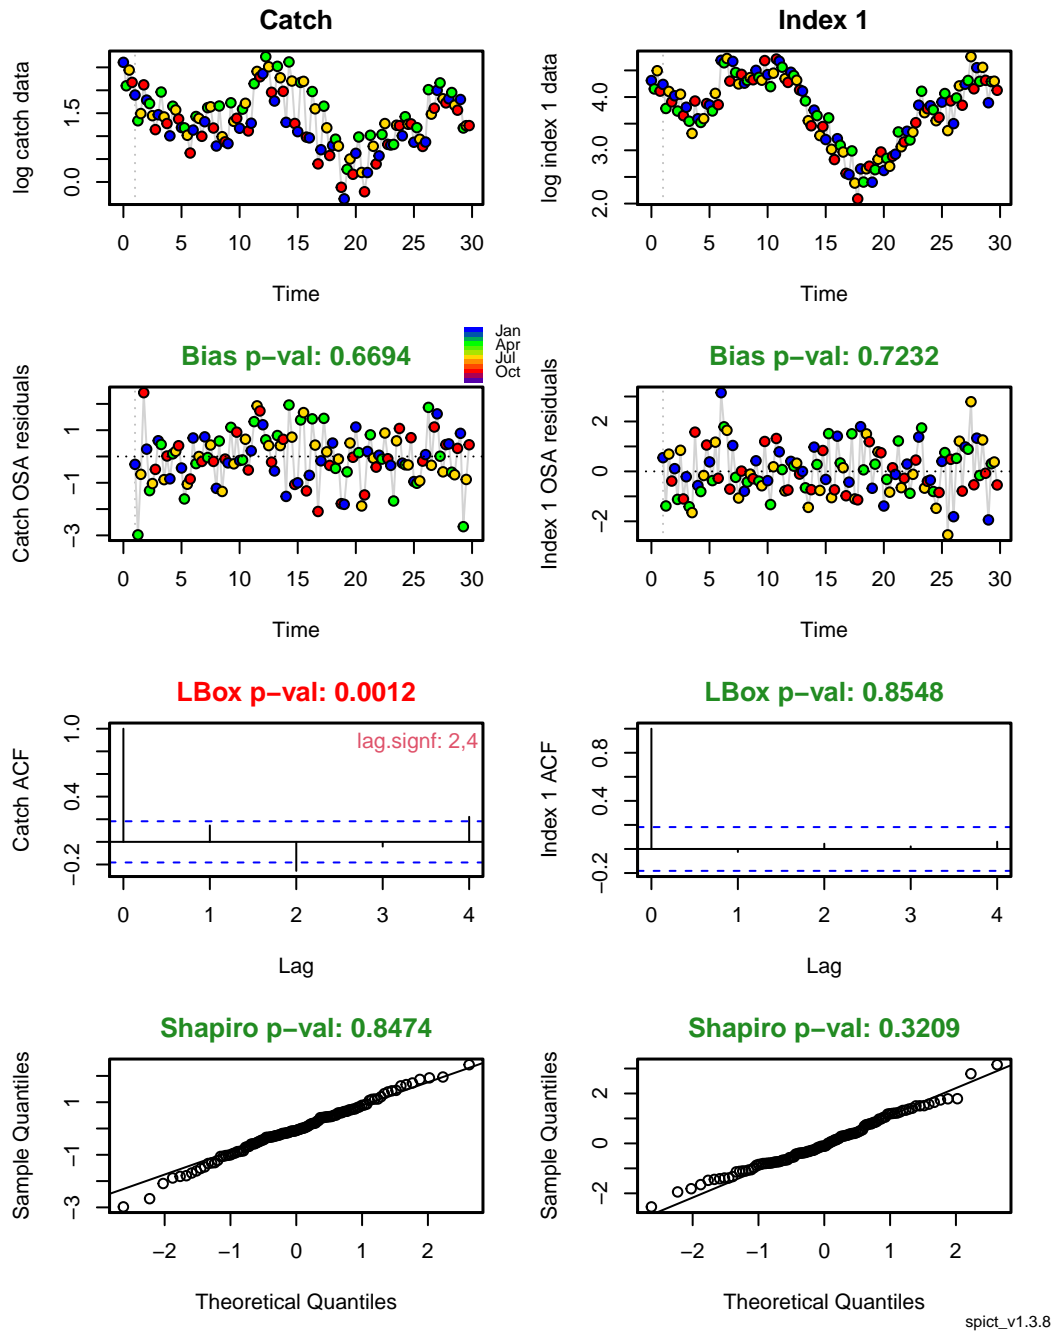 Catch
Index 1
log catch data
0.0 1.5
0 5 10 15 20 25 30
Time
log index 1 data
2.0 3.0 4.0
0 5 10 15 20 25 30
Time
Jan
Apr
Jul
Oct
Bias p−val: 0.6694
Catch OSA residuals
−3 −1 1
0 5 10 15 20 25 30
Time
Bias p−val: 0.7232
Index 1 OSA residuals
−2 0 2
0 5 10 15 20 25 30
Time
LBox p−val: 0.0012
Catch ACF
−0.2 0.4 1.0
lag.signf: 2,4
0 1 2 3 4
Lag
LBox p−val: 0.8548
Index 1 ACF
−0.2 0.4 0.8
0 1 2 3 4
Lag
Shapiro p−val: 0.8474
Sample Quantiles
−3 −1 1
−2 −1 0 1 2
Theoretical Quantiles
Shapiro p−val: 0.3209
Sample Quantiles
−2 0 2
−2 −1 0 1 2
Theoretical Quantiles
spict_v1.3.8